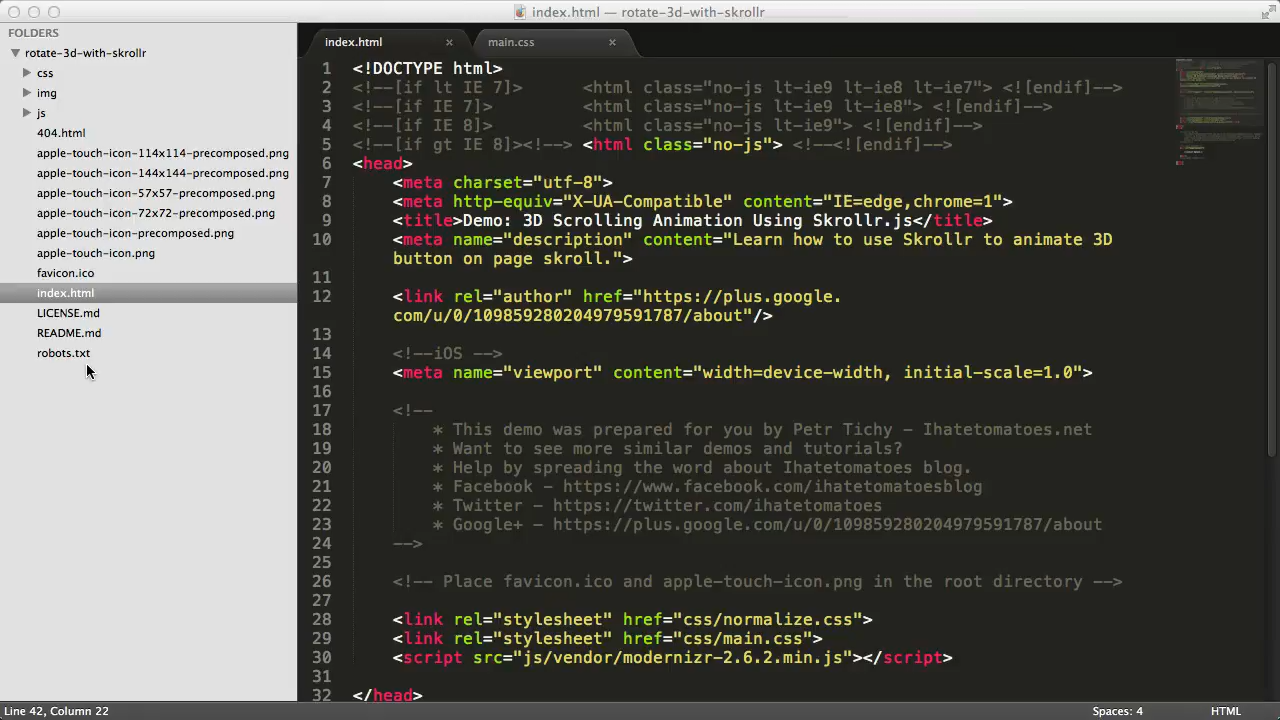 index.html — rotate-3d-with-skrollr
FOLDERS
rotate-3d-with-skrollr
css
img
js
404.html
apple-touch-icon-114x114-precomposed.png
apple-touch-icon-144x144-precomposed.png
apple-touch-icon-57x57-precomposed.png
apple-touch-icon-72x72-precomposed.png
apple-touch-icon-precomposed.png
apple-touch-icon.png
favicon.ico
index.html
LICENSE.md
README.md
robots.txt
index.html × main.css ×
1 <!DOCTYPE html>
2 <!--[if lt IE 7]>      <html class="no-js lt-ie9 lt-ie8 lt-ie7"> <![endif]-->
3 <!--[if IE 7]>         <html class="no-js lt-ie9 lt-ie8"> <![endif]-->
4 <!--[if IE 8]>         <html class="no-js lt-ie9"> <![endif]-->
5 <!--[if gt IE 8]><!--> <html class="no-js"> <!--<![endif]-->
6 <head>
7     <meta charset="utf-8">
8     <meta http-equiv="X-UA-Compatible" content="IE=edge,chrome=1">
9     <title>Demo: 3D Scrolling Animation Using Skrollr.js</title>
10     <meta name="description" content="Learn how to use Skrollr to animate 3D
button on page skroll.">
11
12     <link rel="author" href="https://plus.google.
com/u/0/109859280204979591787/about"/>
13
14     <!--iOS -->
15     <meta name="viewport" content="width=device-width, initial-scale=1.0">
16
17     <!--
18         * This demo was prepared for you by Petr Tichy - Ihatetomatoes.net
19         * Want to see more similar demos and tutorials?
20         * Help by spreading the word about Ihatetomatoes blog.
21         * Facebook - https://www.facebook.com/ihatetomatoesblog
22         * Twitter - https://twitter.com/ihatetomatoes
23         * Google+ - https://plus.google.com/u/0/109859280204979591787/about
24     -->
25
26     <!-- Place favicon.ico and apple-touch-icon.png in the root directory -->
27
28     <link rel="stylesheet" href="css/normalize.css">
29     <link rel="stylesheet" href="css/main.css">
30     <script src="js/vendor/modernizr-2.6.2.min.js"></script>
31
32 </head>
Line 42, Column 22
Spaces: 4
HTML